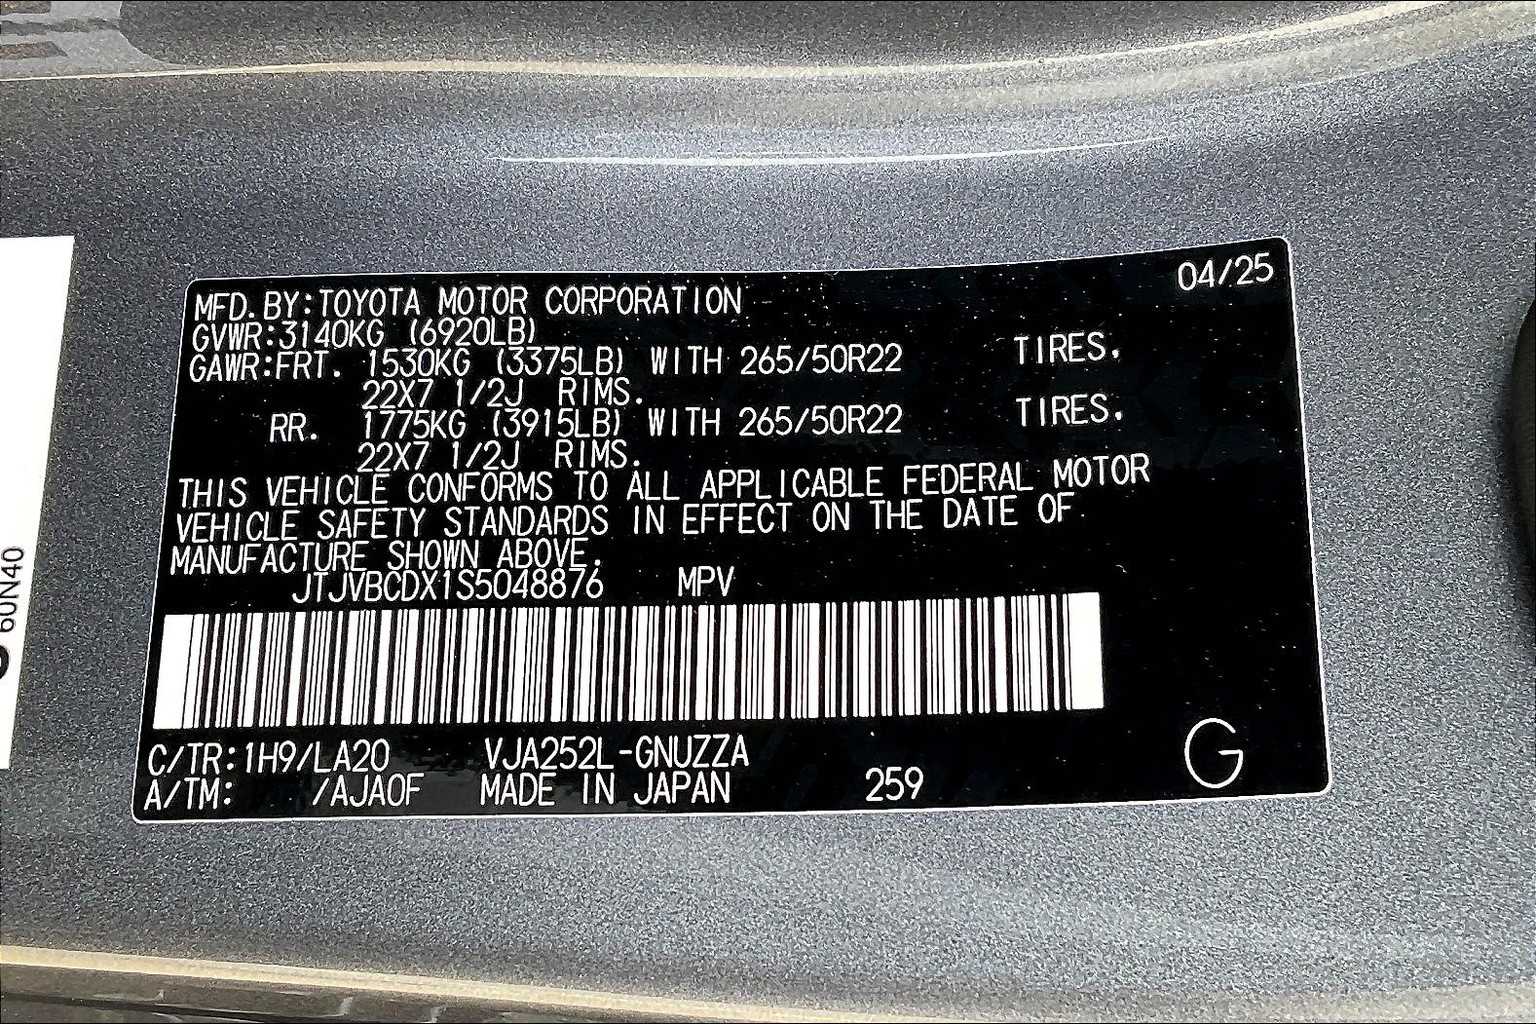 04/25
MFD. BY:TOYOTA MOTOR CORPORATION
GVWR:3140KG (6920LB)
GAWR:FRT. 1530KG (3375LB) WITH 265/50R22 TIRES.
22X7 1/2J RIMS.
RR. 1775KG (3915LB) WITH 265/50R22 TIRES.
22X7 1/2J RIMS.
THIS VEHICLE CONFORMS TO ALL APPLICABLE FEDERAL MOTOR
VEHICLE SAFETY STANDARDS IN EFFECT ON THE DATE OF
MANUFACTURE SHOWN ABOVE.
JTJVBCDX1S5048876 MPV
C/TR:1H9/LA20 VJA252L-GNUZZA
A/TM: /AJA0F MADE IN JAPAN 259
G
60N40